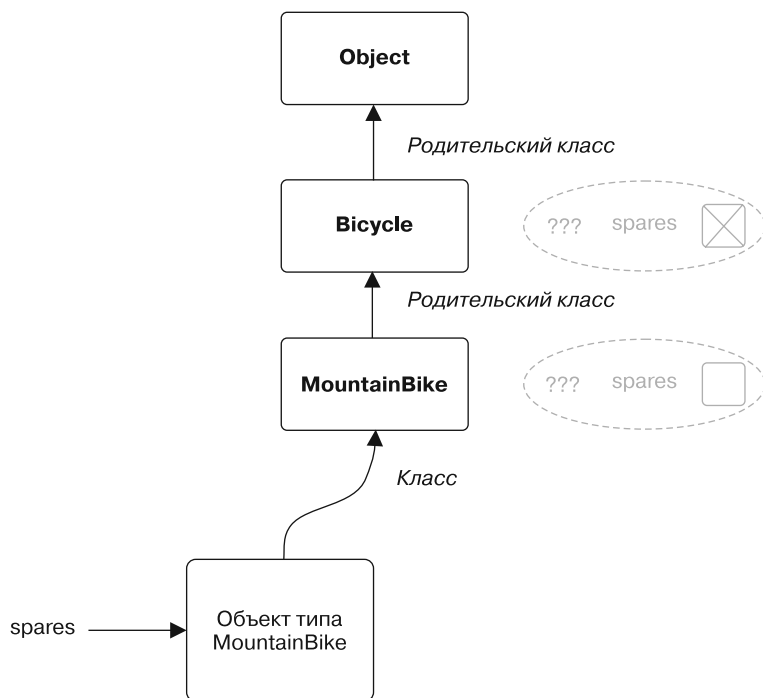 Object
Родительский класс
Bicycle
??? spares
Родительский класс
MountainBike
??? spares
Класс
spares
Объект типа
MountainBike